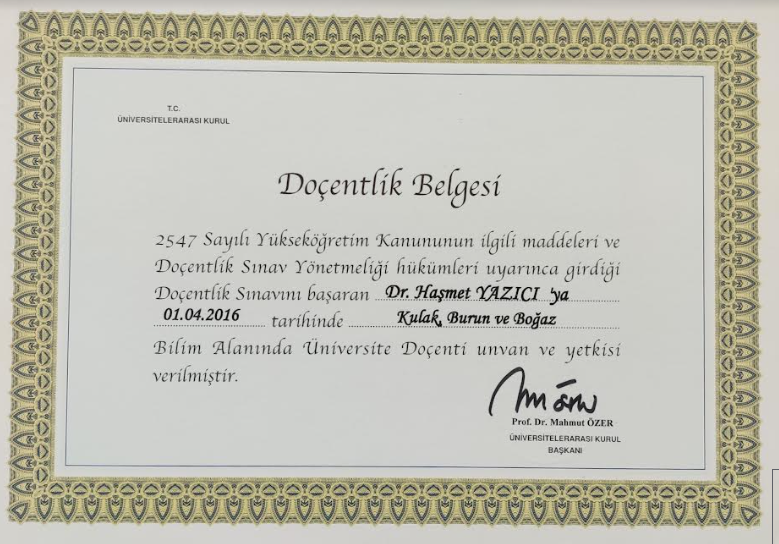 T.C.
ÜNİVERSİTELERARASI KURUL
Doçentlik Belgesi
2547 Sayılı Yükseköğretim Kanununun ilgili maddeleri ve
Doçentlik Sınav Yönetmeliği hükümleri uyarınca girdiği
Doçentlik Sınavını başaran Dr. Haşmet YAZICI 'ya
01.04.2016 tarihinde Kulak, Burun ve Boğaz
Bilim Alanında Üniversite Doçenti unvan ve yetkisi
verilmiştir.
Prof. Dr. Mahmut ÖZER
ÜNİVERSİTELERARASI KURUL
BAŞKANI